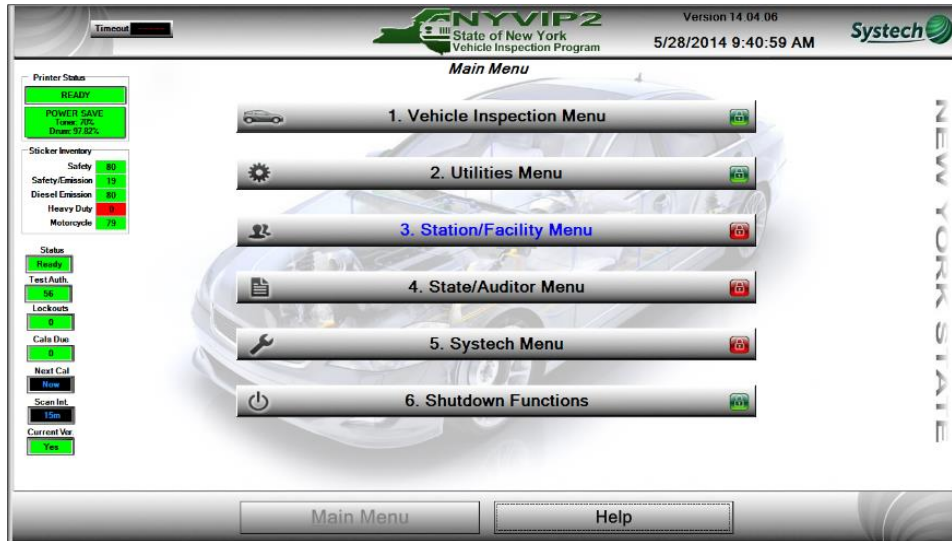 Timeout
NYVIP2
State of New York
Vehicle Inspection Program
Version 14.04.06
5/28/2014 9:40:59 AM
Systech
Main Menu
Printer Status
READY
POWER SAVE
Toner: 70%
Drum: 97.82%
Sticker Inventory
Safety 80
Safety/Emission 19
Diesel Emission 80
Heavy Duty 0
Motorcycle 79
Status
Ready
Test Auth.
56
Lockouts
0
Cals Due
0
Next Cal
Now
Scan Int.
15m
Current Ver.
Yes
1. Vehicle Inspection Menu
2. Utilities Menu
3. Station/Facility Menu
4. State/Auditor Menu
5. Systech Menu
6. Shutdown Functions
NEW YORK STATE
Main Menu
Help